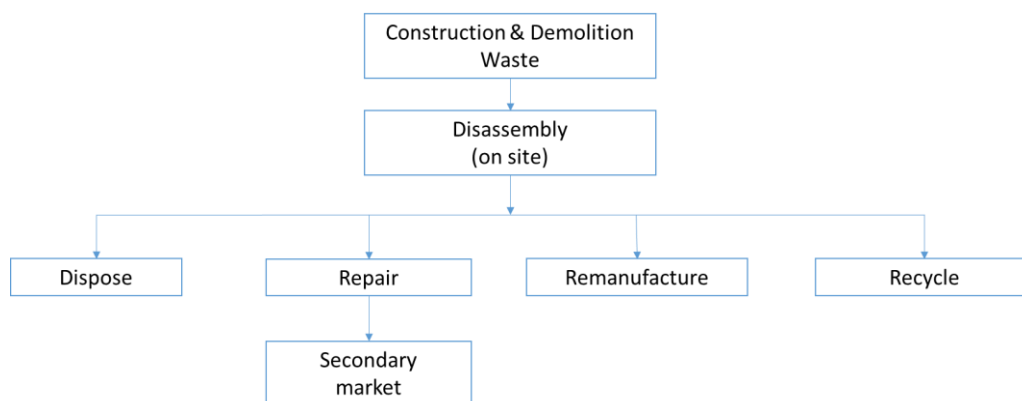 Construction & Demolition
Waste
Disassembly
(on site)
Dispose
Repair
Remanufacture
Recycle
Secondary
market